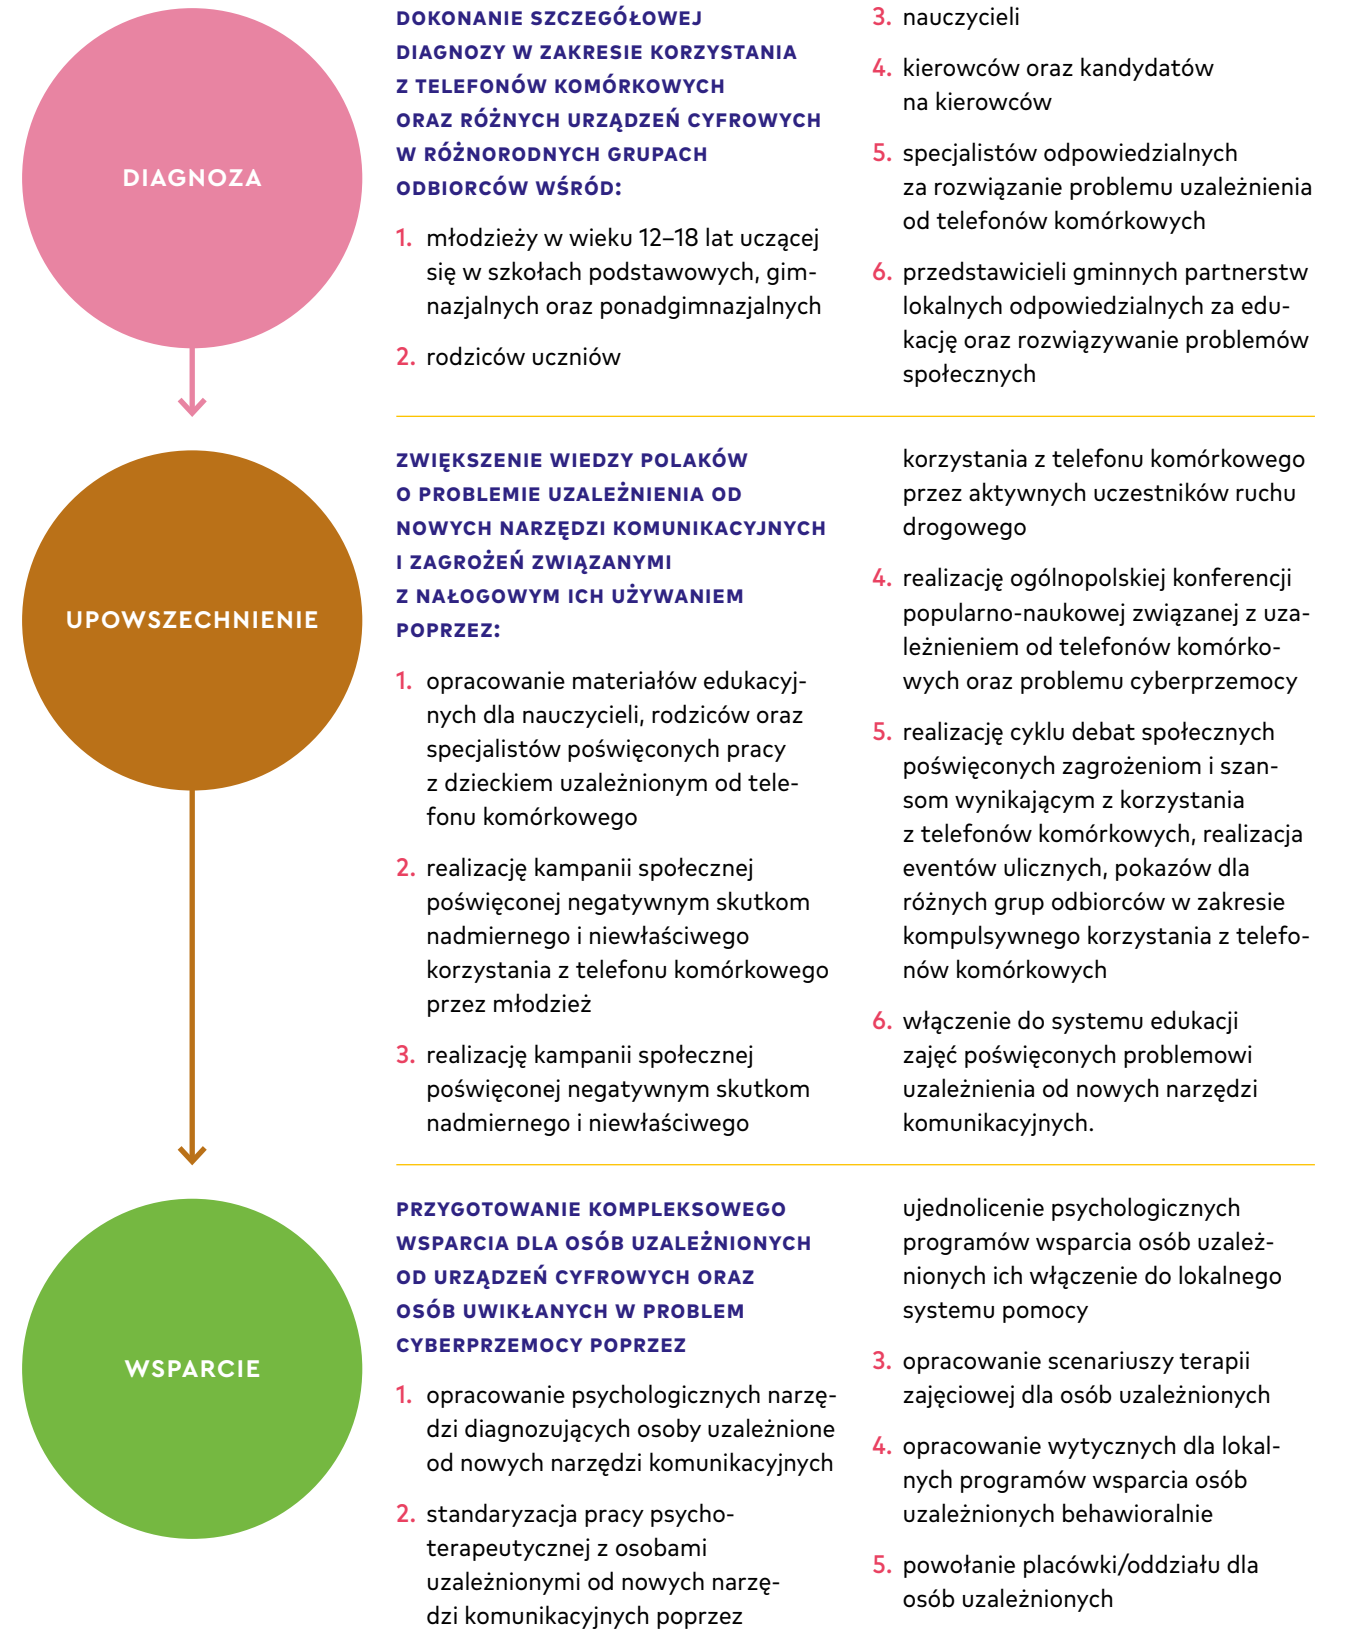 DIAGNOZA
DOKONANIE SZCZEGÓŁOWEJ
DIAGNOZY W ZAKRESIE KORZYSTANIA
Z TELEFONÓW KOMÓRKOWYCH
ORAZ RÓŻNYCH URZĄDZEŃ CYFROWYCH
W RÓŻNORODNYCH GRUPACH
ODBIORCÓW WŚRÓD:
1. młodzieży w wieku 12–18 lat uczącej
się w szkołach podstawowych, gim-
nazjalnych oraz ponadgimnazjalnych
2. rodziców uczniów
3. nauczycieli
4. kierowców oraz kandydatów
na kierowców
5. specjalistów odpowiedzialnych
za rozwiązanie problemu uzależnienia
od telefonów komórkowych
6. przedstawicieli gminnych partnerstw
lokalnych odpowiedzialnych za edu-
kację oraz rozwiązywanie problemów
społecznych
UPOWSZECHNIENIE
ZWIĘKSZENIE WIEDZY POLAKÓW
O PROBLEMIE UZALEŻNIENIA OD
NOWYCH NARZĘDZI KOMUNIKACYJNYCH
I ZAGROŻEŃ ZWIĄZANYMI
Z NAŁOGOWYM ICH UŻYWANIEM
POPRZEZ:
1. opracowanie materiałów edukacyj-
nych dla nauczycieli, rodziców oraz
specjalistów poświęconych pracy
z dzieckiem uzależnionym od tele-
fonu komórkowego
2. realizację kampanii społecznej
poświęconej negatywnym skutkom
nadmiernego i niewłaściwego
korzystania z telefonu komórkowego
przez młodzież
3. realizację kampanii społecznej
poświęconej negatywnym skutkom
nadmiernego i niewłaściwego
korzystania z telefonu komórkowego
przez aktywnych uczestników ruchu
drogowego
4. realizację ogólnopolskiej konferencji
popularno-naukowej związanej z uza-
leżnieniem od telefonów komórko-
wych oraz problemu cyberprzemocy
5. realizację cyklu debat społecznych
poświęconych zagrożeniom i szan-
som wynikającym z korzystania
z telefonów komórkowych, realizacja
eventów ulicznych, pokazów dla
różnych grup odbiorców w zakresie
kompulsywnego korzystania z telefo-
nów komórkowych
6. włączenie do systemu edukacji
zajęć poświęconych problemowi
uzależnienia od nowych narzędzi
komunikacyjnych.
WSPARCIE
PRZYGOTOWANIE KOMPLEKSOWEGO
WSPARCIA DLA OSÓB UZALEŻNIONYCH
OD URZĄDZEŃ CYFROWYCH ORAZ
OSÓB UWIKŁANYCH W PROBLEM
CYBERPRZEMOCY POPRZEZ
1. opracowanie psychologicznych narzę-
dzi diagnozujących osoby uzależnione
od nowych narzędzi komunikacyjnych
2. standaryzacja pracy psycho-
terapeutycznej z osobami
uzależnionymi od nowych narzę-
dzi komunikacyjnych poprzez
ujednolicenie psychologicznych
programów wsparcia osób uzależ-
nionych ich włączenie do lokalnego
systemu pomocy
3. opracowanie scenariuszy terapii
zajęciowej dla osób uzależnionych
4. opracowanie wytycznych dla lokal-
nych programów wsparcia osób
uzależnionych behawioralnie
5. powołanie placówki/oddziału dla
osób uzależnionych